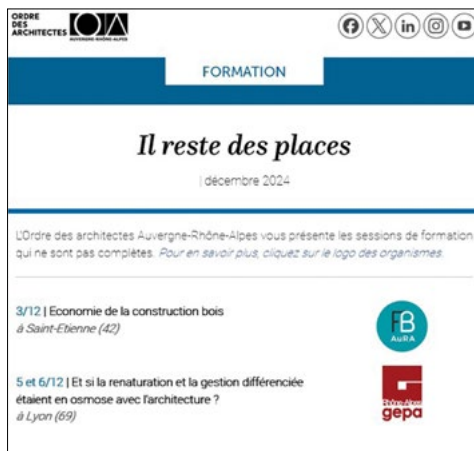 ORDRE
DES
ARCHITECTES
AUVERGNE-RHÔNE-ALPES
FORMATION
Il reste des places
| décembre 2024
L'Ordre des architectes Auvergne-Rhône-Alpes vous présente les sessions de formation
qui ne sont pas complètes. Pour en savoir plus, cliquez sur le logo des organismes.
3/12 | Economie de la construction bois
à Saint-Etienne (42)
FB
AuRA
5 et 6/12 | Et si la renaturation et la gestion différenciée
étaient en osmose avec l'architecture ?
à Lyon (69)
Rhône-Alpes
gepa